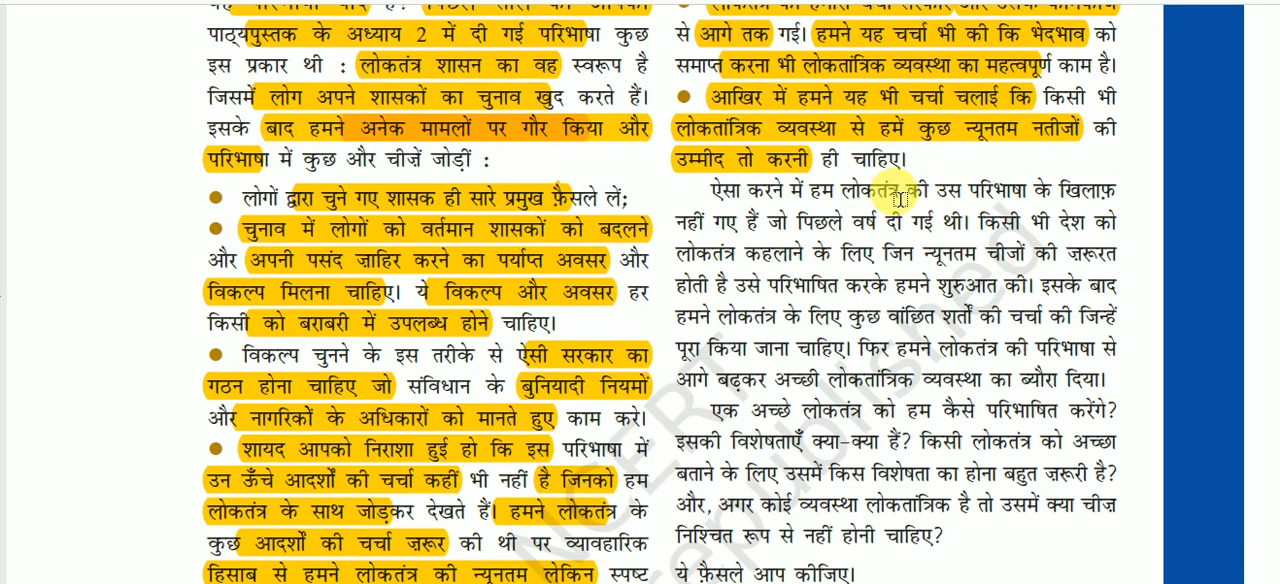 पाठ्यपुस्तक के अध्याय 2 में दी गई परिभाषा कुछ
इस प्रकार थी : लोकतंत्र शासन का वह स्वरूप है
जिसमें लोग अपने शासकों का चुनाव खुद करते हैं।
इसके बाद हमने अनेक मामलों पर गौर किया और
परिभाषा में कुछ और चीज़ें जोड़ीं :
● लोगों द्वारा चुने गए शासक ही सारे प्रमुख फ़ैसले लें;
● चुनाव में लोगों को वर्तमान शासकों को बदलने
और अपनी पसंद ज़ाहिर करने का पर्याप्त अवसर और
विकल्प मिलना चाहिए। ये विकल्प और अवसर हर
किसी को बराबरी में उपलब्ध होने चाहिए।
● विकल्प चुनने के इस तरीके से ऐसी सरकार का
गठन होना चाहिए जो संविधान के बुनियादी नियमों
और नागरिकों के अधिकारों को मानते हुए काम करे।
● शायद आपको निराशा हुई हो कि इस परिभाषा में
उन ऊँचे आदर्शों की चर्चा कहीं भी नहीं है जिनको हम
लोकतंत्र के साथ जोड़कर देखते हैं। हमने लोकतंत्र के
कुछ आदर्शों की चर्चा ज़रूर की थी पर व्यावहारिक
हिसाब से हमने लोकतंत्र की न्यूनतम लेकिन स्पष्ट
से आगे तक गई। हमने यह चर्चा भी की कि भेदभाव को
समाप्त करना भी लोकतांत्रिक व्यवस्था का महत्वपूर्ण काम है।
● आखिर में हमने यह भी चर्चा चलाई कि किसी भी
लोकतांत्रिक व्यवस्था से हमें कुछ न्यूनतम नतीजों की
उम्मीद तो करनी ही चाहिए।
ऐसा करने में हम लोकतंत्र की उस परिभाषा के खिलाफ़
नहीं गए हैं जो पिछले वर्ष दी गई थी। किसी भी देश को
लोकतंत्र कहलाने के लिए जिन न्यूनतम चीजों की ज़रूरत
होती है उसे परिभाषित करके हमने शुरुआत की। इसके बाद
हमने लोकतंत्र के लिए कुछ वांछित शर्तों की चर्चा की जिन्हें
पूरा किया जाना चाहिए। फिर हमने लोकतंत्र की परिभाषा से
आगे बढ़कर अच्छी लोकतांत्रिक व्यवस्था का ब्यौरा दिया।
एक अच्छे लोकतंत्र को हम कैसे परिभाषित करेंगे?
इसकी विशेषताएँ क्या-क्या हैं? किसी लोकतंत्र को अच्छा
बताने के लिए उसमें किस विशेषता का होना बहुत ज़रूरी है?
और, अगर कोई व्यवस्था लोकतांत्रिक है तो उसमें क्या चीज़
निश्चित रूप से नहीं होनी चाहिए?
ये फ़ैसले आप कीजिए।
NCERT
republished